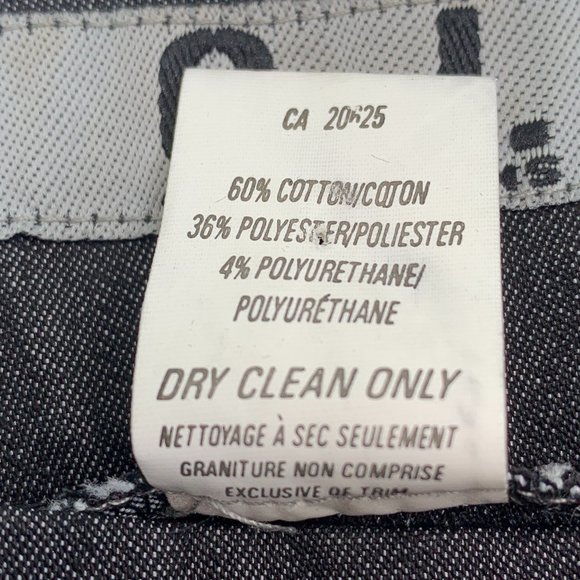 CA 20625
60% COTTON/COTON
36% POLYESTER/POLIESTER
4% POLYURETHANE/
POLYURÉTHANE
DRY CLEAN ONLY
NETTOYAGE À SEC SEULEMENT
GRANITURE NON COMPRISE
EXCLUSIVE OF TRIM